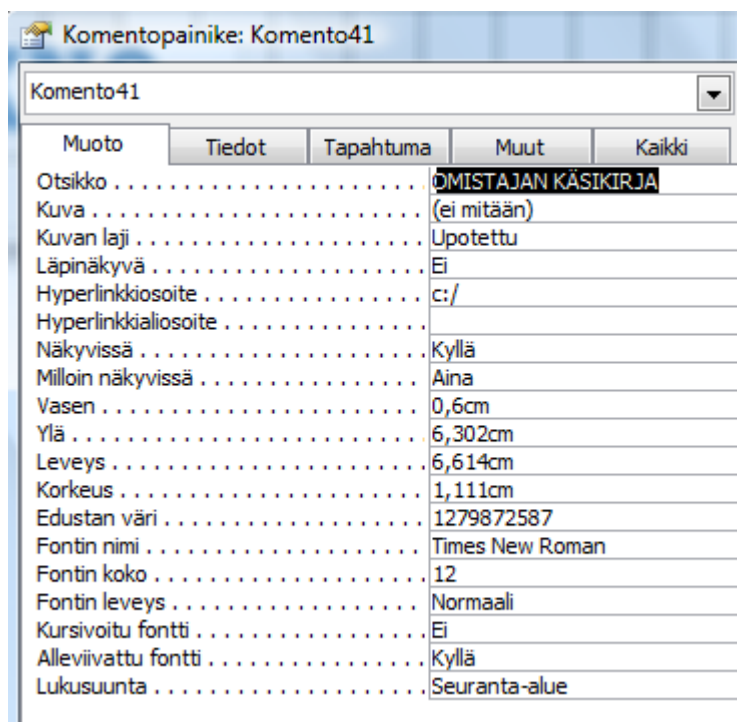 Komentopainike: Komento41
Komento41
Muoto Tiedot Tapahtuma Muut Kaikki
Otsikko . . . . . . . . . . . . . . . . . . . . . . . OMISTAJAN KÄSIKIRJA
Kuva . . . . . . . . . . . . . . . . . . . . . . . . . (ei mitään)
Kuvan laji . . . . . . . . . . . . . . . . . . . . . . Upotettu
Läpinäkyvä . . . . . . . . . . . . . . . . . . . . . Ei
Hyperlinkkiosoite . . . . . . . . . . . . . . . . . c:/
Hyperlinkkialiosoite . . . . . . . . . . . . . . . .
Näkyvissä . . . . . . . . . . . . . . . . . . . . . . Kyllä
Milloin näkyvissä . . . . . . . . . . . . . . . . . Aina
Vasen . . . . . . . . . . . . . . . . . . . . . . . . 0,6cm
Ylä . . . . . . . . . . . . . . . . . . . . . . . . . . 6,302cm
Leveys . . . . . . . . . . . . . . . . . . . . . . . . 6,614cm
Korkeus . . . . . . . . . . . . . . . . . . . . . . . 1,111cm
Edustan väri . . . . . . . . . . . . . . . . . . . . 1279872587
Fontin nimi . . . . . . . . . . . . . . . . . . . . . Times New Roman
Fontin koko . . . . . . . . . . . . . . . . . . . . . 12
Fontin leveys . . . . . . . . . . . . . . . . . . . Normaali
Kursivoitu fontti . . . . . . . . . . . . . . . . . Ei
Alleviivattu fontti . . . . . . . . . . . . . . . . Kyllä
Lukusuunta . . . . . . . . . . . . . . . . . . . . . Seuranta-alue